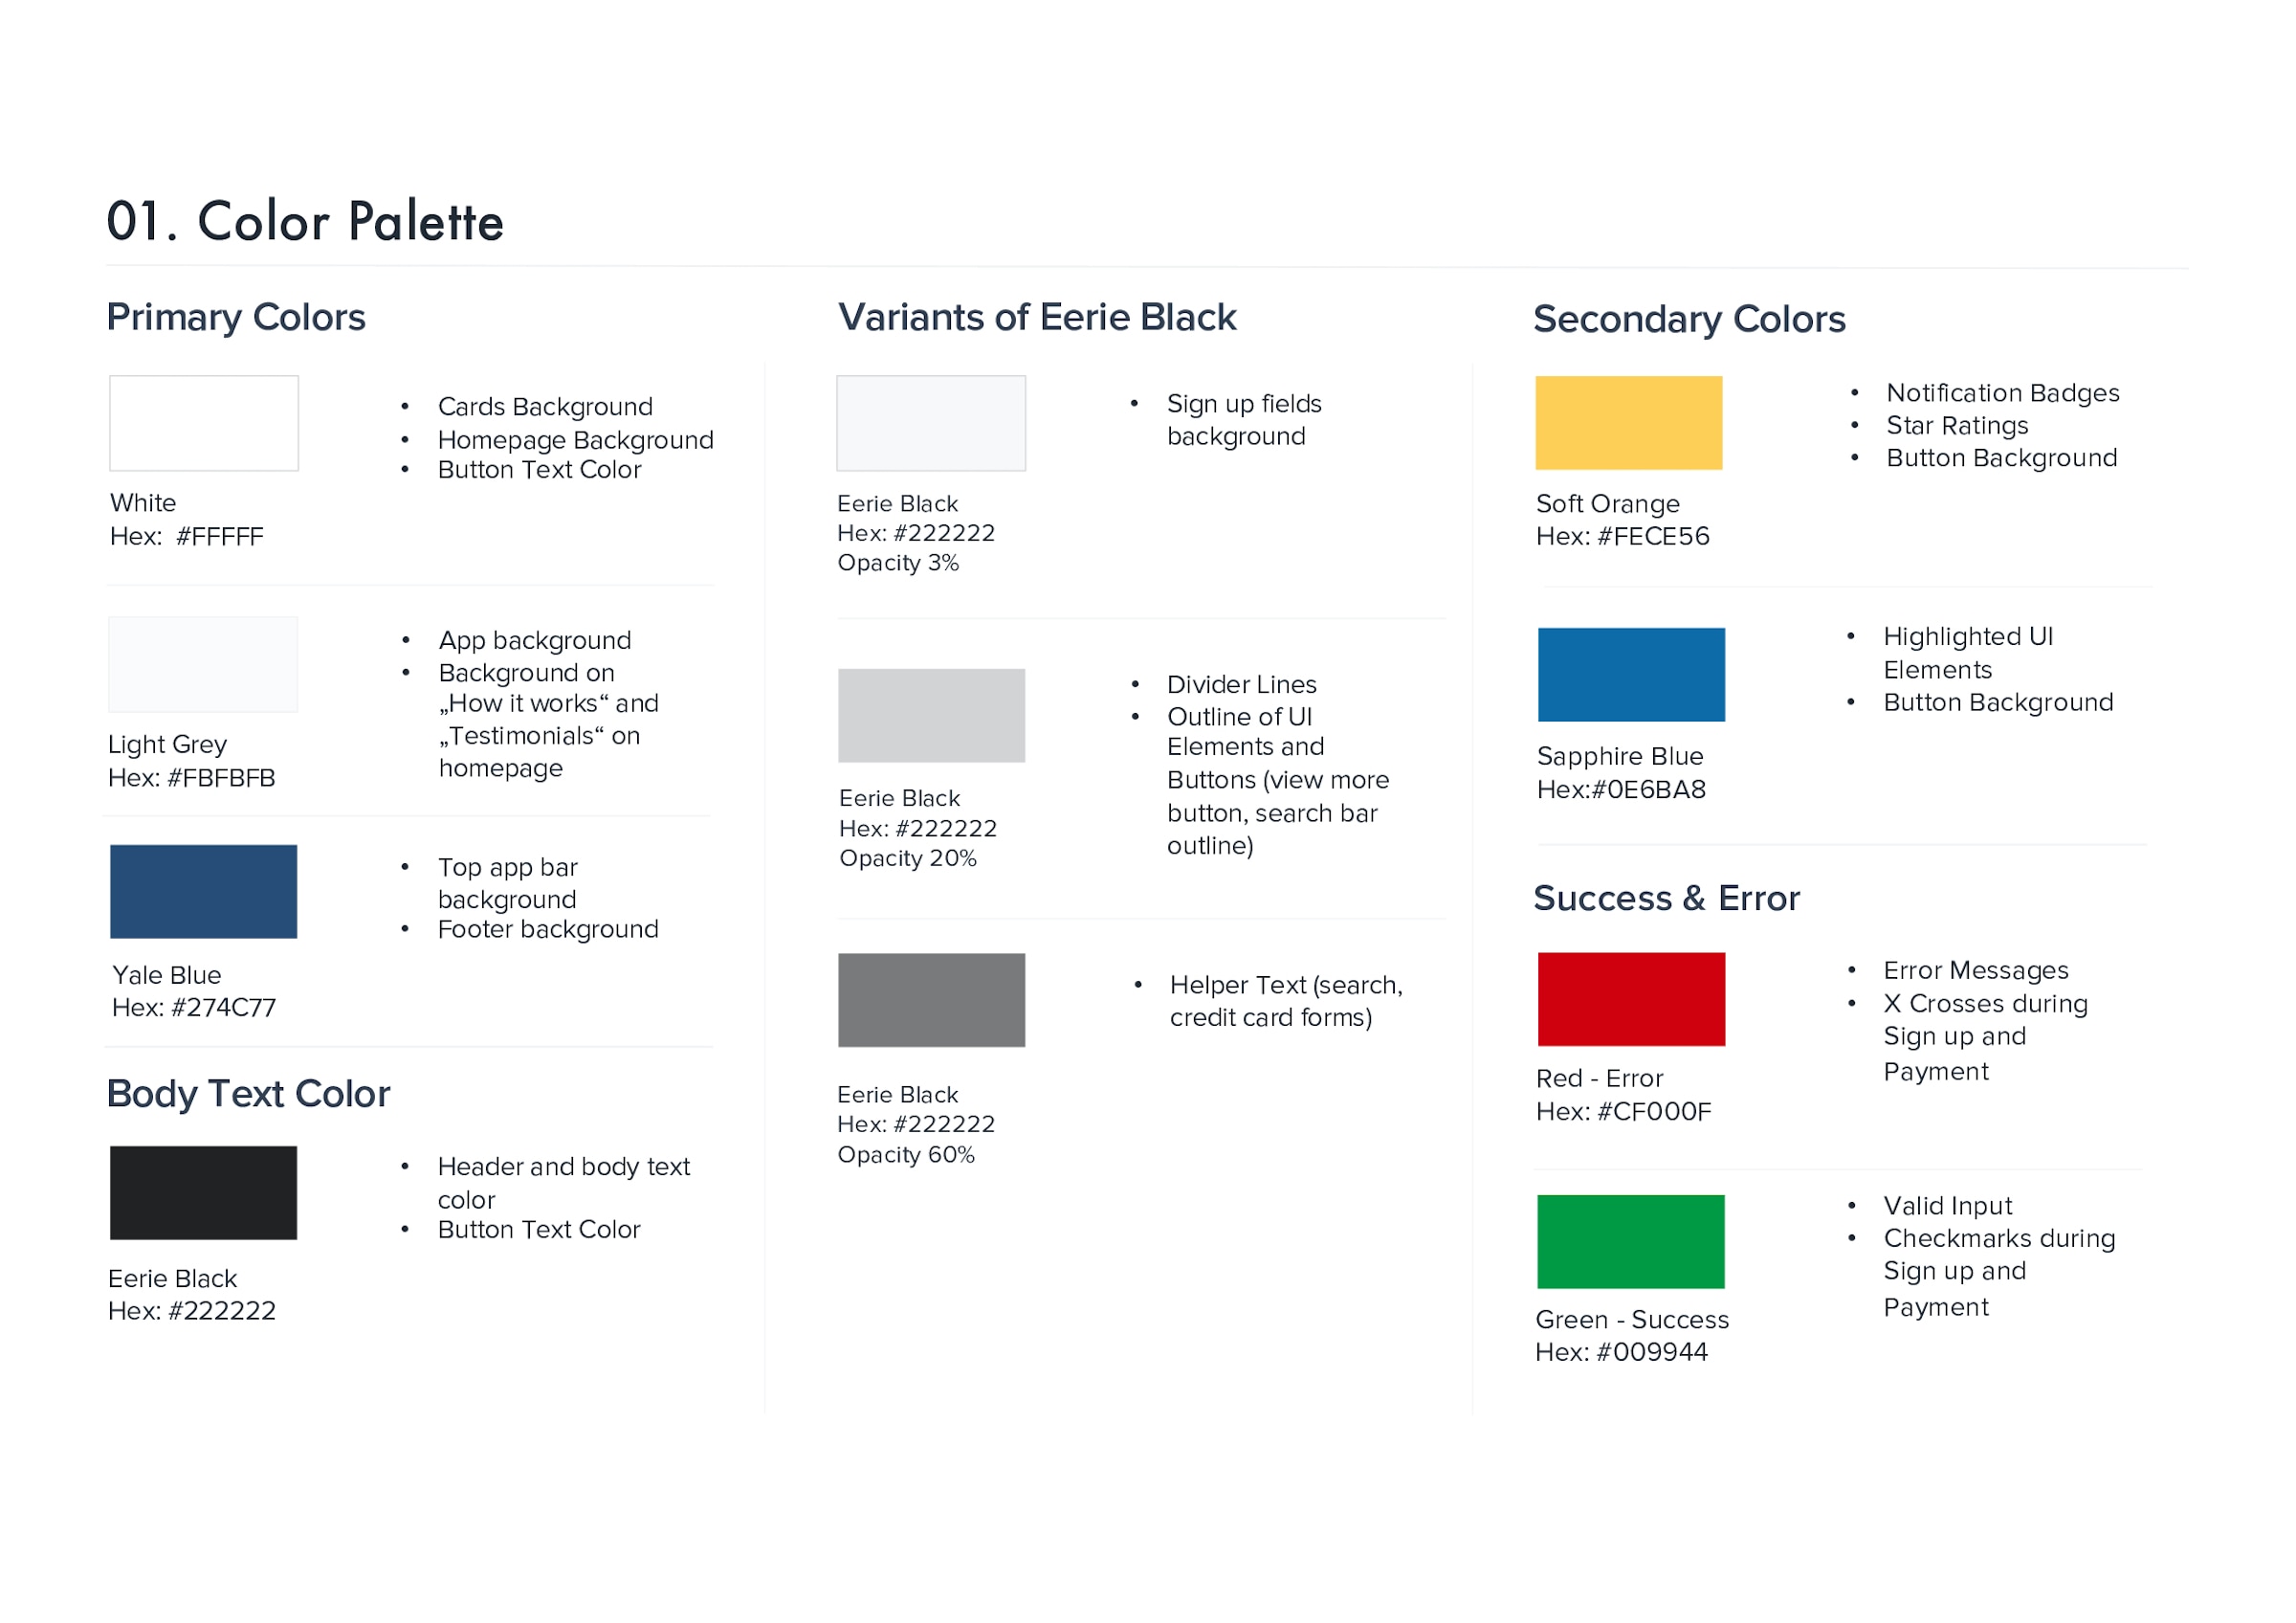 01. Color Palette
Primary Colors
White
Hex:  #FFFFF
• Cards Background
• Homepage Background
• Button Text Color
Light Grey
Hex: #FBFBFB
• App background
• Background on
„How it works“ and
„Testimonials“ on
homepage
Yale Blue
Hex: #274C77
• Top app bar
background
• Footer background
Body Text Color
Eerie Black
Hex: #222222
• Header and body text
color
• Button Text Color
Variants of Eerie Black
Eerie Black
Hex: #222222
Opacity 3%
• Sign up fields
background
Eerie Black
Hex: #222222
Opacity 20%
• Divider Lines
• Outline of UI
Elements and
Buttons (view more
button, search bar
outline)
Eerie Black
Hex: #222222
Opacity 60%
• Helper Text (search,
credit card forms)
Secondary Colors
Soft Orange
Hex: #FECE56
• Notification Badges
• Star Ratings
• Button Background
Sapphire Blue
Hex:#0E6BA8
• Highlighted UI
Elements
• Button Background
Success & Error
Red - Error
Hex: #CF000F
• Error Messages
• X Crosses during
Sign up and
Payment
Green - Success
Hex: #009944
• Valid Input
• Checkmarks during
Sign up and
Payment